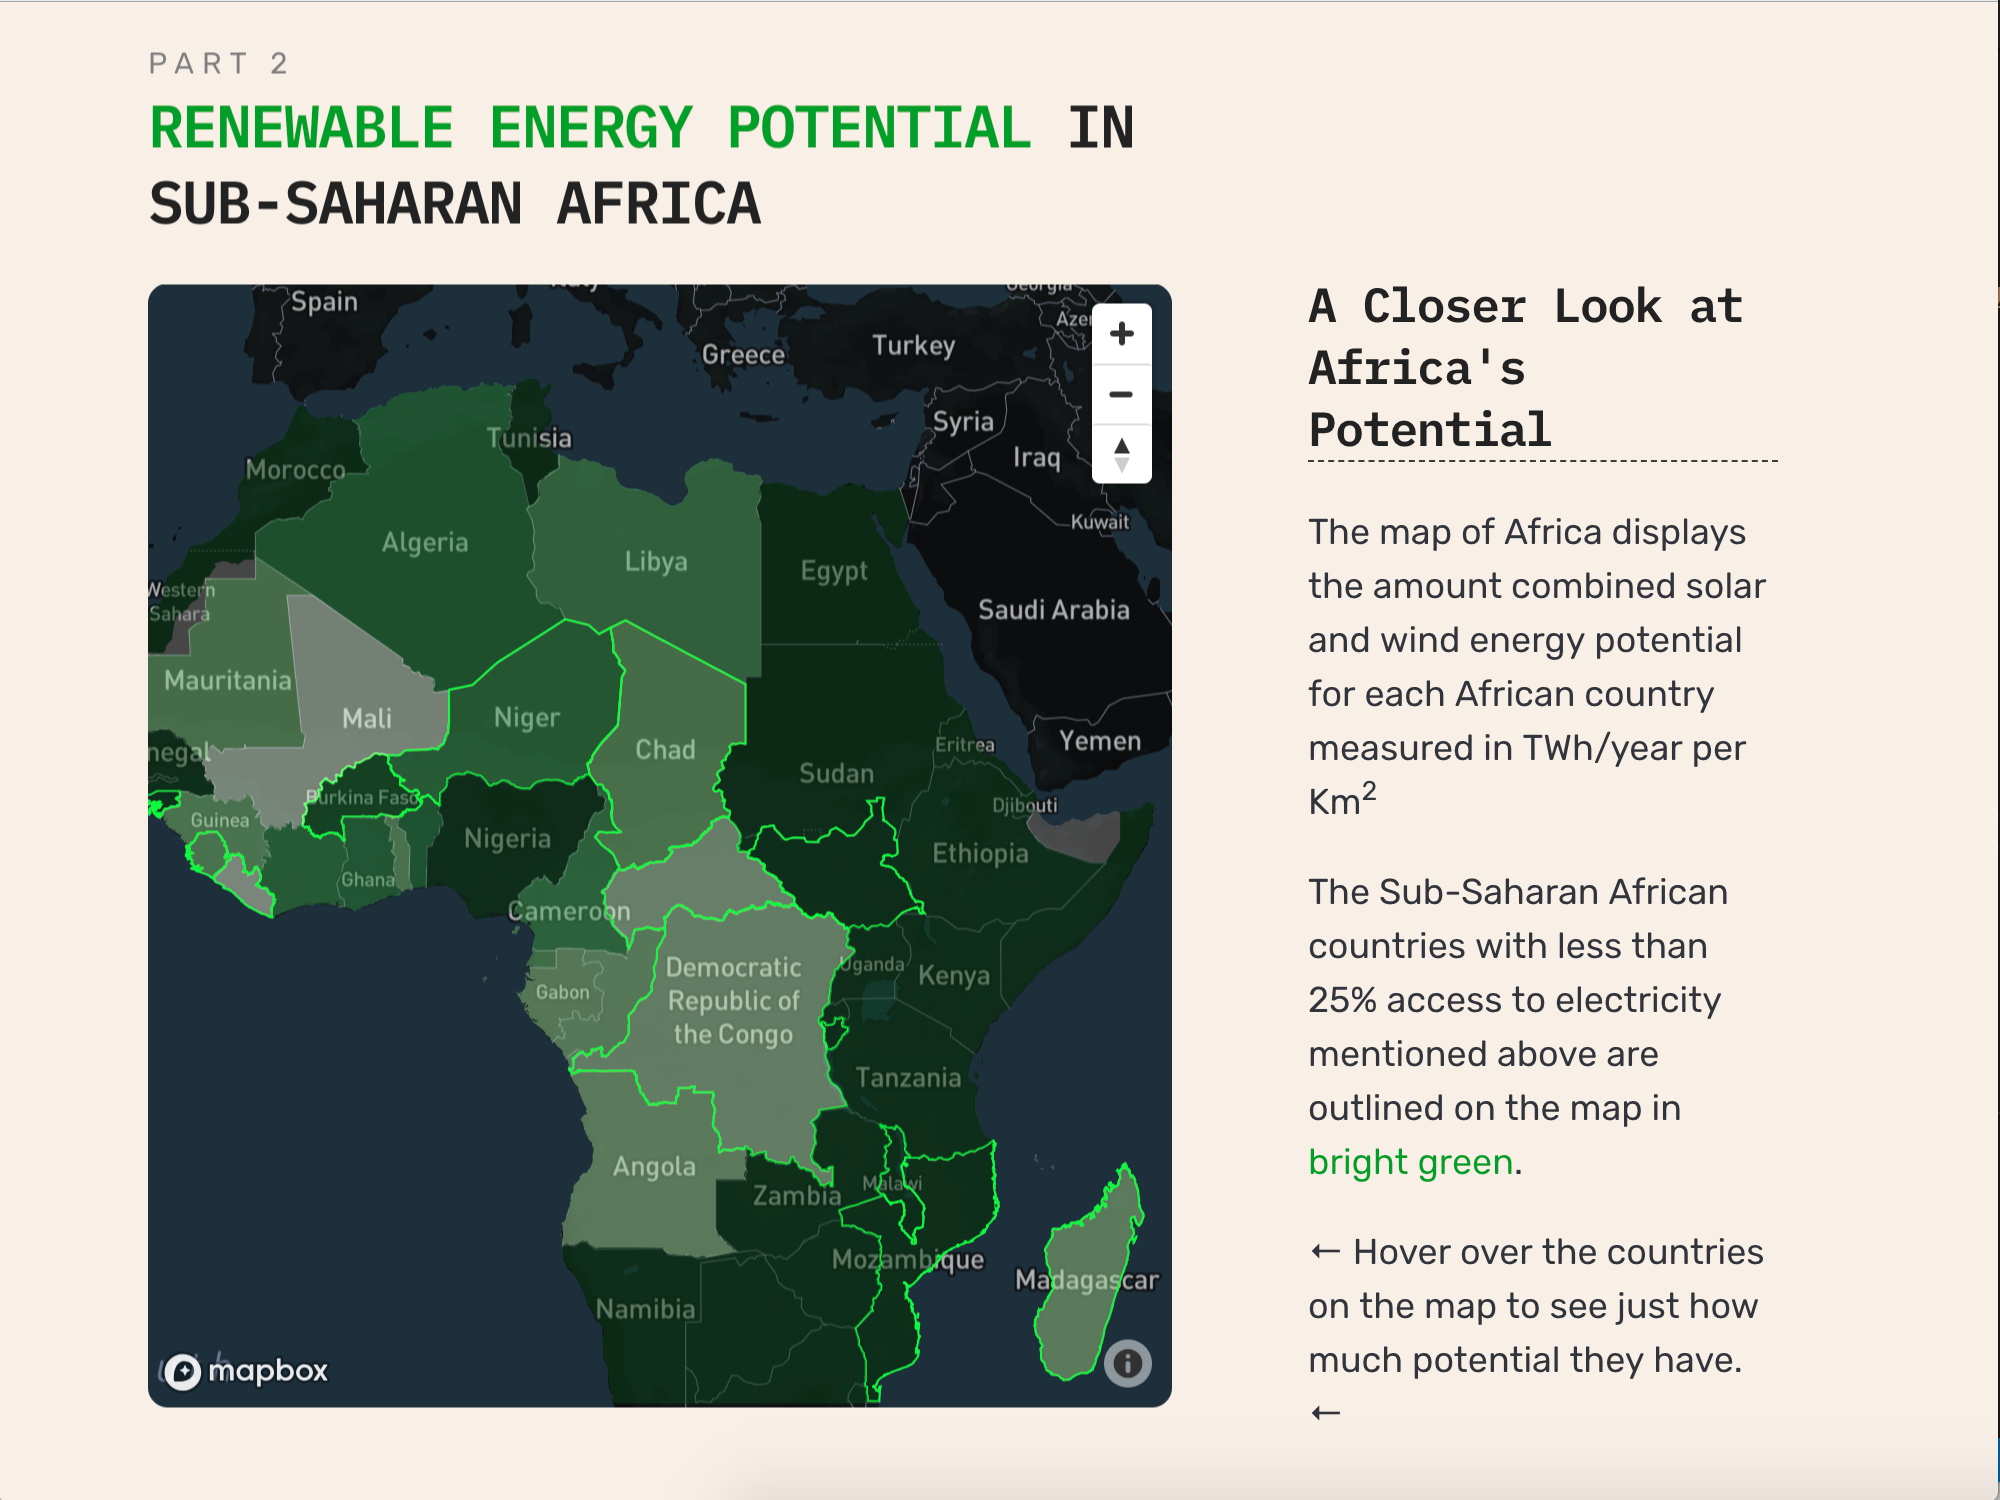 PART 2
RENEWABLE ENERGY POTENTIAL IN
SUB-SAHARAN AFRICA
Spain
Italy
Georgia
Azer
Greece
Turkey
Syria
Iraq
Tunisia
Morocco
Kuwait
Algeria
Libya
Egypt
Western
Sahara
Saudi Arabia
Mauritania
Mali
Niger
Chad
negal
Sudan
Eritrea
Yemen
Burkina Faso
Guinea
Djibouti
Nigeria
Ethiopia
Ghana
Cameroon
Democratic
Republic of
the Congo
Uganda
Kenya
Gabon
Tanzania
Angola
Zambia
Malawi
Mozambique
Madagascar
Namibia
mapbox
A Closer Look at
Africa's
Potential
The map of Africa displays
the amount combined solar
and wind energy potential
for each African country
measured in TWh/year per
Km²
The Sub-Saharan African
countries with less than
25% access to electricity
mentioned above are
outlined on the map in
bright green.
← Hover over the countries
on the map to see just how
much potential they have.
←